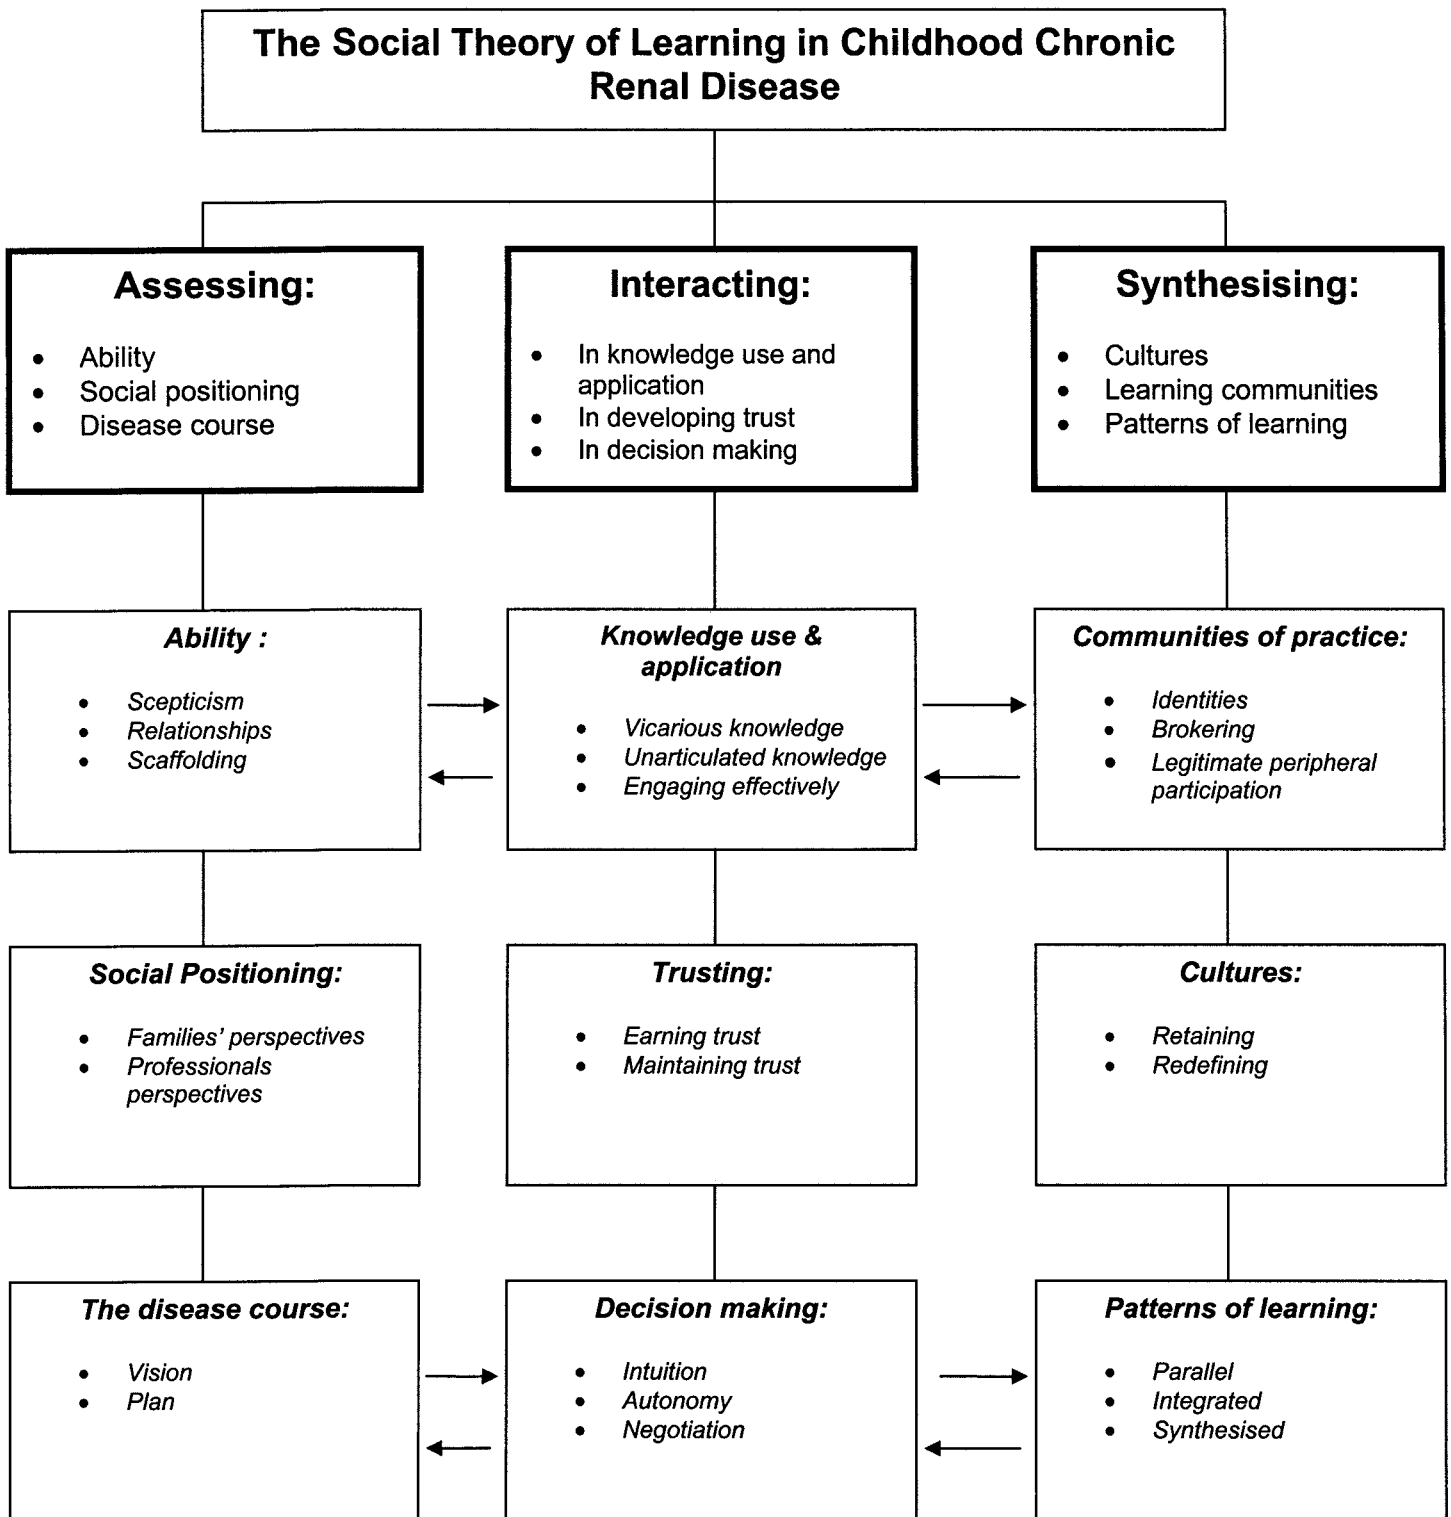 The Social Theory of Learning in Childhood Chronic
Renal Disease
Assessing:
• Ability
• Social positioning
• Disease course
Interacting:
• In knowledge use and
application
• In developing trust
• In decision making
Synthesising:
• Cultures
• Learning communities
• Patterns of learning
Ability :
• Scepticism
• Relationships
• Scaffolding
Knowledge use &
application
• Vicarious knowledge
• Unarticulated knowledge
• Engaging effectively
Communities of practice:
• Identities
• Brokering
• Legitimate peripheral
participation
Social Positioning:
• Families’ perspectives
• Professionals
perspectives
Trusting:
• Earning trust
• Maintaining trust
Cultures:
• Retaining
• Redefining
The disease course:
• Vision
• Plan
Decision making:
• Intuition
• Autonomy
• Negotiation
Patterns of learning:
• Parallel
• Integrated
• Synthesised